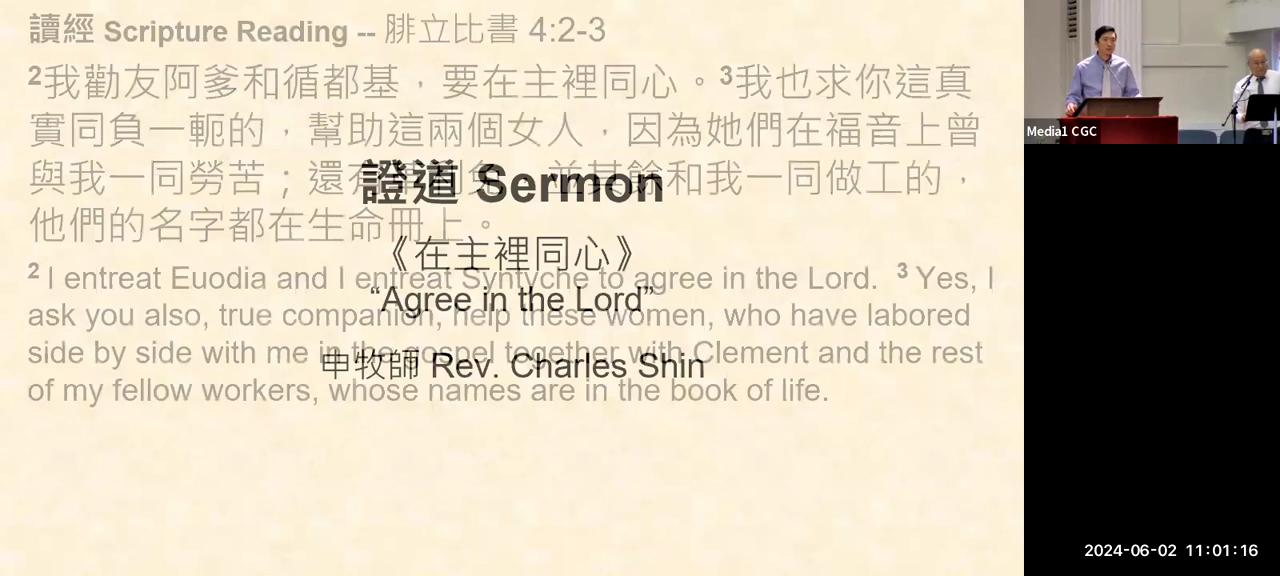 讀經 Scripture Reading -- 腓立比書 4:2-3
2我勸友阿爹和循都基，要在主裡同心。3我也求你這真
實同負一軛的，幫助這兩個女人，因為她們在福音上曾
與我一同勞苦；還有 並其餘和我一同做工的，
他們的名字都在生命冊上。
證道 Sermon
《在主裡同心》
2 I entreat Euodia and I entreat Syntyche to agree in the Lord. 3 Yes, I
“Agree in the Lord”
ask you also, true companion, help these women, who have labored
side by side with me in the gospel together with Clement and the rest
申牧師 Rev. Charles Shin
of my fellow workers, whose names are in the book of life.
Media1 CGC
2024-06-02 11:01:16